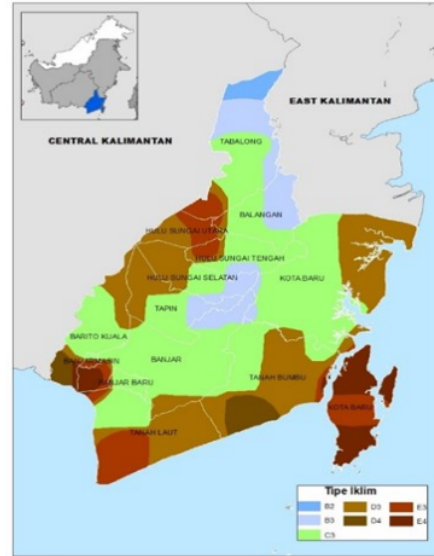 EAST KALIMANTAN
CENTRAL KALIMANTAN
TABALONG
BALANGAN
HULU SUNGAI UTARA
HULU SUNGAI TENGAH
HULU SUNGAI SELATAN
KOTA BARU
TAPIN
BARITO KUALA
BANJAR
BANJARMASIN
BANJAR BARU
TANAH BUMBU
KOTA BARU
TANAH LAUT
Tipe Iklim
B2 D3 E3
B3 D4 E4
C3